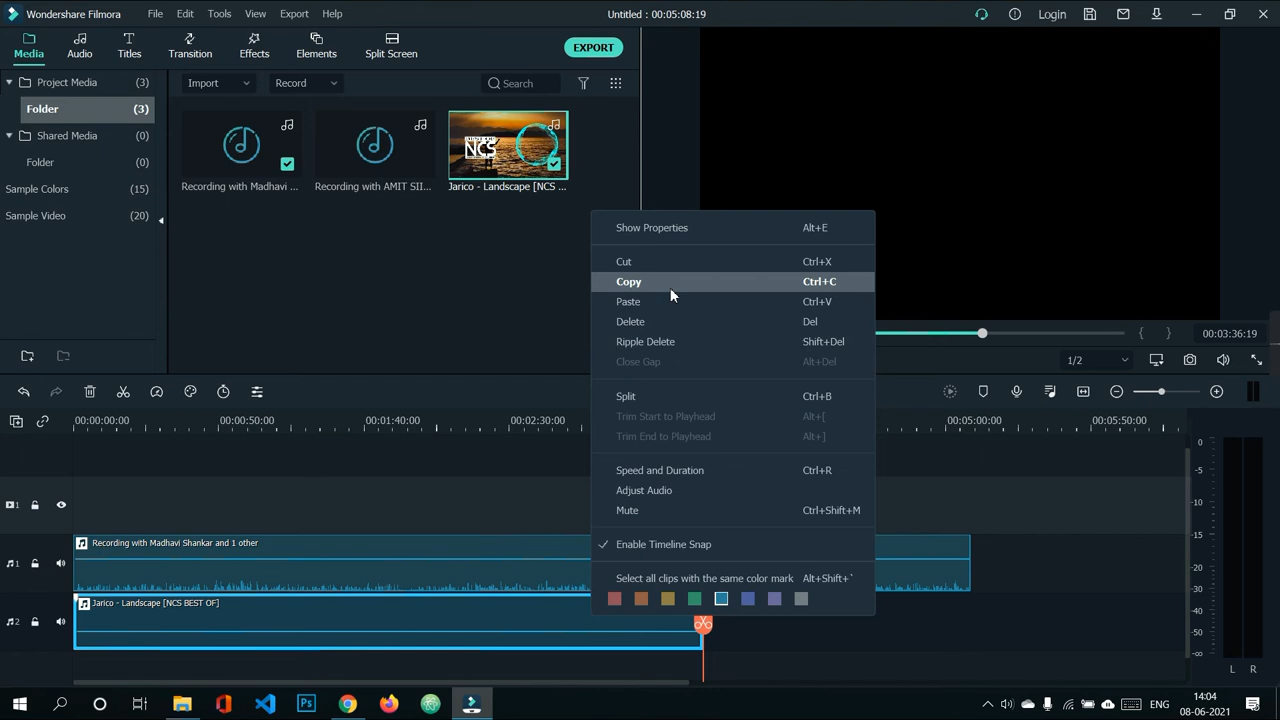 Wondershare Filmora File Edit Tools View Export Help Untitled : 00:05:08:19 Login
Media Audio Titles Transition Effects Elements Split Screen EXPORT
Project Media (3) Import Record Search
Folder (3)
Shared Media (0)
Folder (0)
Sample Colors (15)
Sample Video (20)
NCS
Recording with Madhavi ... Recording with AMIT SII... Jarico - Landscape [NCS ...
Show Properties Alt+E
Cut Ctrl+X
Copy Ctrl+C
Paste Ctrl+V
Delete Del
Ripple Delete Shift+Del
Close Gap Alt+Del
Split Ctrl+B
Trim Start to Playhead Alt+[
Trim End to Playhead Alt+]
Speed and Duration Ctrl+R
Adjust Audio
Mute Ctrl+Shift+M
Enable Timeline Snap
Select all clips with the same color mark Alt+Shift+`
{ } 00:03:36:19
1/2
00:00:00:00 00:00:50:00 00:01:40:00 00:02:30:00 00:05:00:00 00:05:50:00
1
1 Recording with Madhavi Shankar and 1 other
2 Jarico - Landscape [NCS BEST OF]
0
-5
-10
-15
-20
-30
-40
-50
-∞
L R
14:04
08-06-2021